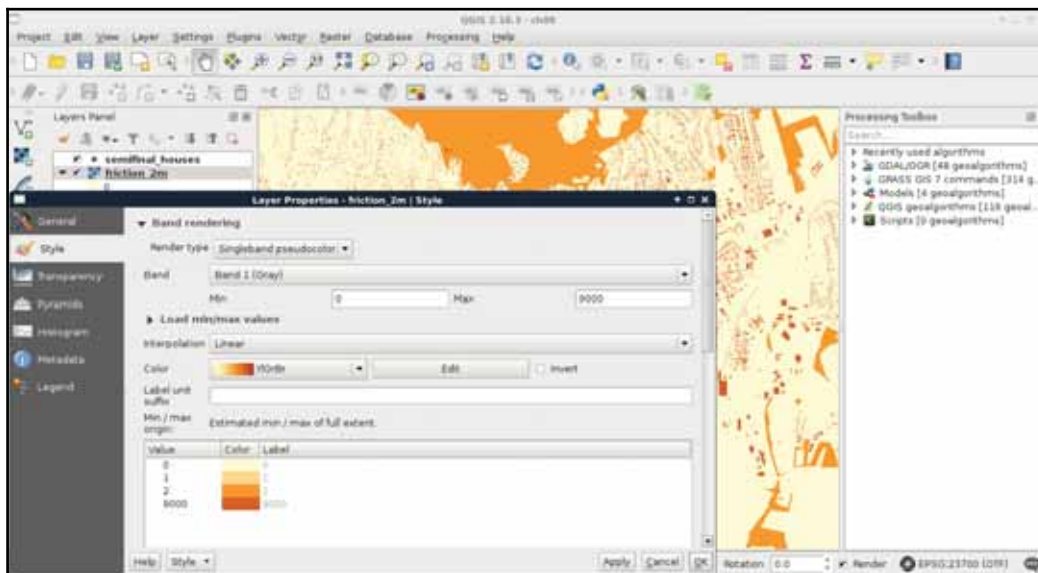 QGIS 2.18.3 - ch09
Project Edit View Layer Settings Plugins Vector Raster Database Processing Help
Layers Panel
semifinal_houses
friction_2m
Processing Toolbox
Search...
Recently used algorithms
GDAL/OGR [48 geoalgorithms]
GRASS GIS 7 commands [314 g...
Models [4 geoalgorithms]
QGIS geoalgorithms [116 geoal...
Scripts [0 geoalgorithms]
Layer Properties - friction_2m | Style
General
Style
Transparency
Pyramids
Histogram
Metadata
Legend
Band rendering
Render type Singleband pseudocolor
Band Band 1 (Gray)
Min 0 Max 9000
Load min/max values
Interpolation Linear
Color YlOrBr Edit Invert
Label unit suffix
Min / max origin: Estimated min / max of full extent.
Value Color Label
0 0
1 1
2 2
9000 9000
Help Style Apply Cancel OK
Rotation 0.0 Render EPSG:23700 (OTF)